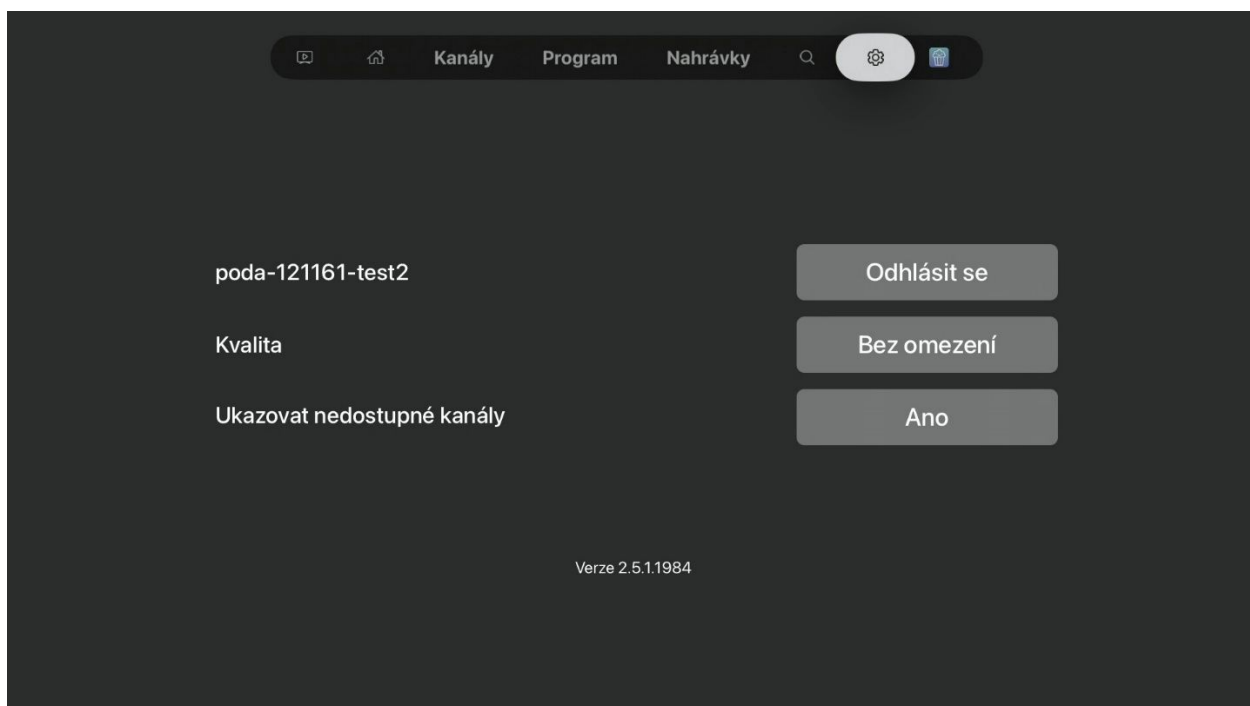 Kanály Program Nahrávky
poda-121161-test2 Odhlásit se
Kvalita Bez omezení
Ukazovat nedostupné kanály Ano
Verze 2.5.1.1984